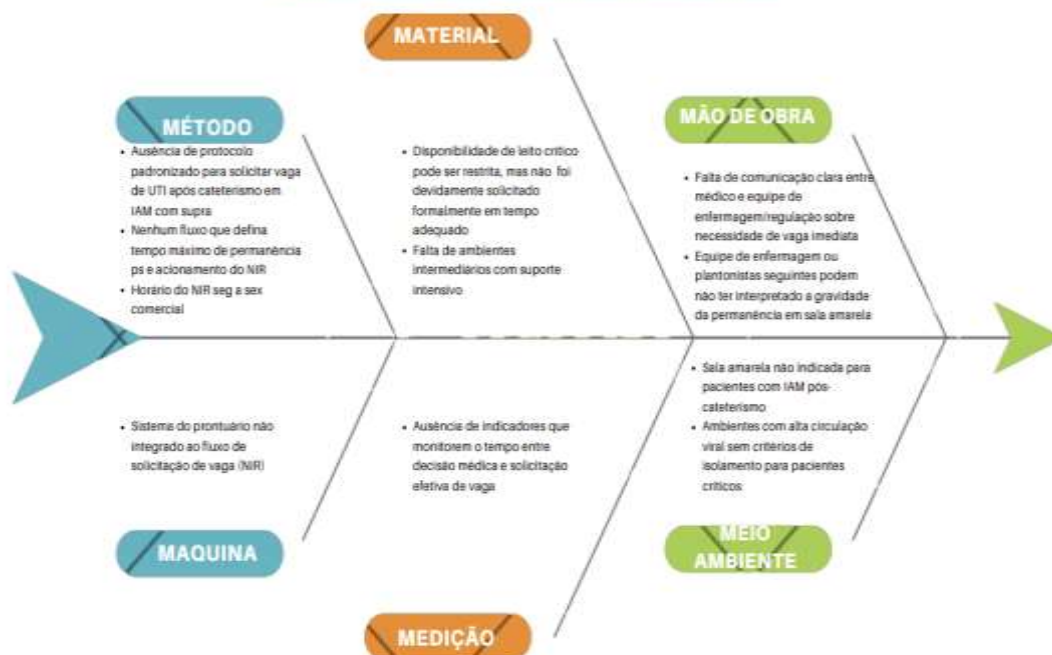 MATERIAL
MÉTODO
MÃO DE OBRA
• Ausência de protocolo
padronizado para solicitar vaga
de UTI após cateterismo em
IAM com supra
• Nenhum fluxo que defina
tempo máximo de permanência
ps e acionamento do NIR
• Horário do NIR seg a sex
comercial
• Disponibilidade de leito crítico
pode ser restrita, mas não foi
devidamente solicitado
formalmente em tempo
adequado
• Falta de ambientes
intermediários com suporte
intensivo
• Falta de comunicação clara entre
médico e equipe de
enfermagem/regulação sobre
necessidade de vaga imediata
• Equipe de enfermagem ou
plantonistas seguintes podem
não ter interpretado a gravidade
da permanência em sala amarela
• Sistema do prontuário não
integrado ao fluxo de
solicitação de vaga (NIR)
• Ausência de indicadores que
monitorem o tempo entre
decisão médica e solicitação
efetiva de vaga
• Sala amarela não indicada para
pacientes com IAM pós-
cateterismo
• Ambientes com alta circulação
viral sem critérios de
isolamento para pacientes
críticos
MAQUINA
MEIO
AMBIENTE
MEDIÇÃO